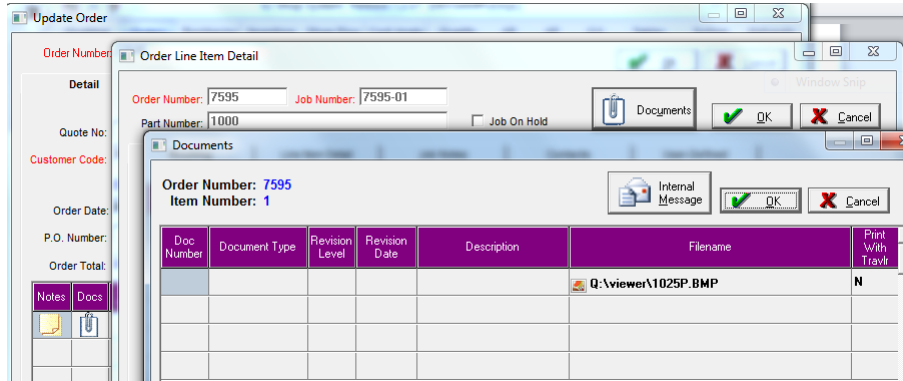 Update Order
Order Number:
Order Line Item Detail
Window Snip
Detail
Order Number: 7595 Job Number: 7595-01
Part Number: 1000 Job On Hold
Documents OK Cancel
Quote No:
Customer Code:
Order Date:
P.O. Number:
Order Total:
Notes Docs
Documents
Order Number: 7595
Item Number: 1
Internal
Message
OK Cancel
Doc
Number
Document Type
Revision
Level
Revision
Date
Description
Filename
Print
With
Travlr
Q:\viewer\1025P.BMP N